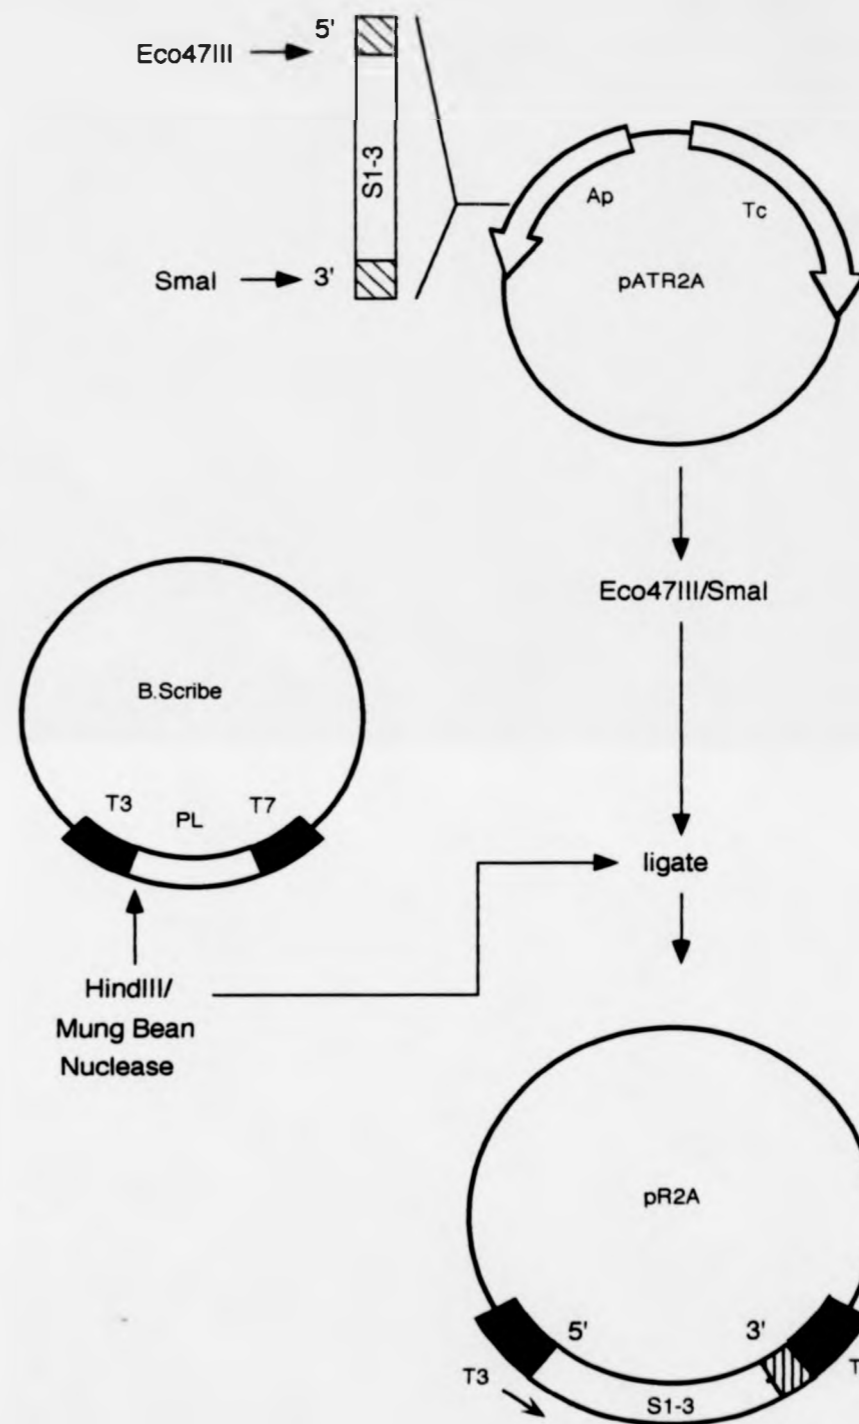 5'
Eco47III
S1-3
SmaI
3'
Ap
Tc
pATR2A
Eco47III/SmaI
B.Scribe
T3
PL
T7
ligate
HindIII/
Mung Bean
Nuclease
pR2A
5'
3'
T3
S1-3
T